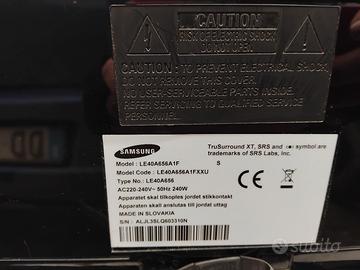 CAUTION
RISK OF ELECTRIC SHOCK
DO NOT OPEN
TO PREVENT ELECTRICAL SHOCK,
DO NOT REMOVE THIS COVER.
NO USER-SERVICEABLE PARTS INSIDE.
REFER SERVICING TO QUALIFIED SERVICE
PERSONNEL.
SAMSUNG
TruSurround XT, SRS and symbol are
trademarks of SRS Labs, Inc.
Model : LE40A656A1F S
Model Code : LE40A656A1FXXU
Type No.: LE40A656
AC220-240V~ 50Hz 240W
Apparatet skal tilkoples jordet stikkontakt
Apparaten skall anslutas till jordat uttag
MADE IN SLOVAKIA
S/N : ALJL3SLQ603310N
subito